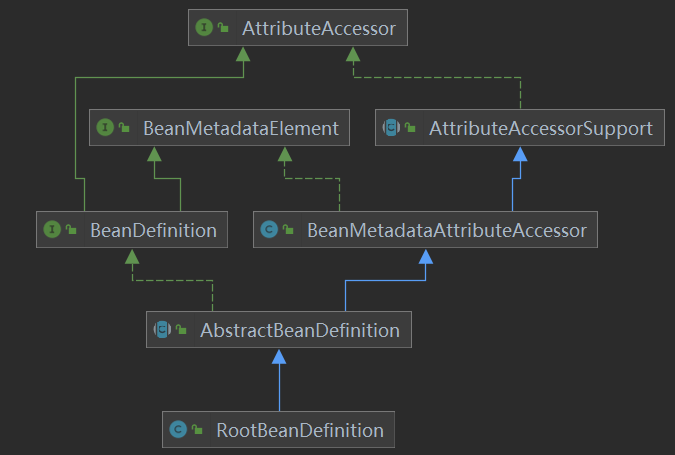 AttributeAccessor
BeanMetadataElement
AttributeAccessorSupport
BeanDefinition
BeanMetadataAttributeAccessor
AbstractBeanDefinition
RootBeanDefinition